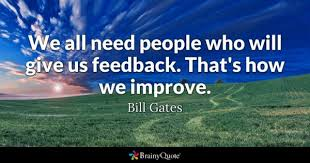 We all need people who will
give us feedback. That's how
we improve.
Bill Gates
BrainyQuote®